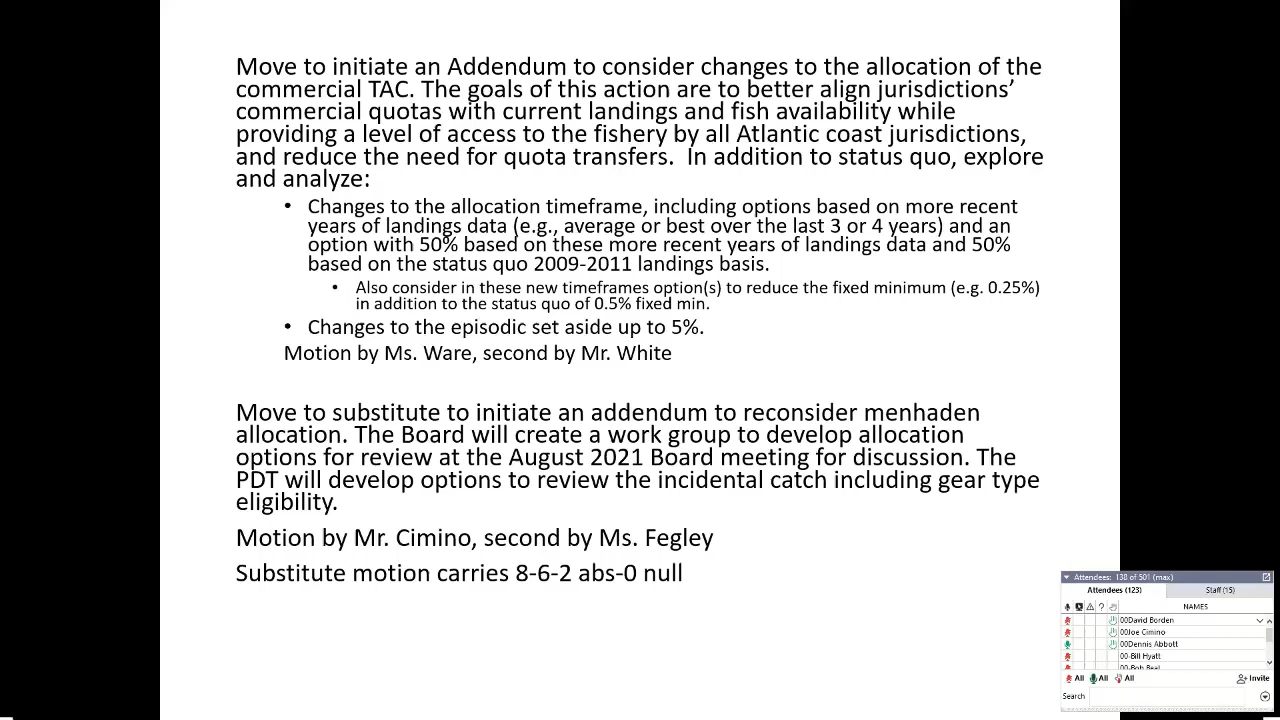 Move to initiate an Addendum to consider changes to the allocation of the
commercial TAC. The goals of this action are to better align jurisdictions’
commercial quotas with current landings and fish availability while
providing a level of access to the fishery by all Atlantic coast jurisdictions,
and reduce the need for quota transfers.  In addition to status quo, explore
and analyze:
• Changes to the allocation timeframe, including options based on more recent
years of landings data (e.g., average or best over the last 3 or 4 years) and an
option with 50% based on these more recent years of landings data and 50%
based on the status quo 2009-2011 landings basis.
• Also consider in these new timeframes option(s) to reduce the fixed minimum (e.g. 0.25%)
in addition to the status quo of 0.5% fixed min.
• Changes to the episodic set aside up to 5%.
Motion by Ms. Ware, second by Mr. White
Move to substitute to initiate an addendum to reconsider menhaden
allocation. The Board will create a work group to develop allocation
options for review at the August 2021 Board meeting for discussion. The
PDT will develop options to review the incidental catch including gear type
eligibility.
Motion by Mr. Cimino, second by Ms. Fegley
Substitute motion carries 8-6-2 abs-0 null
Attendees: 138 of 501 (max)
Attendees (123) Staff (15)
? NAMES
00David Borden
00Joe Cimino
00Dennis Abbott
00-Bill Hyatt
00-Bob Beal
All All All Invite
Search